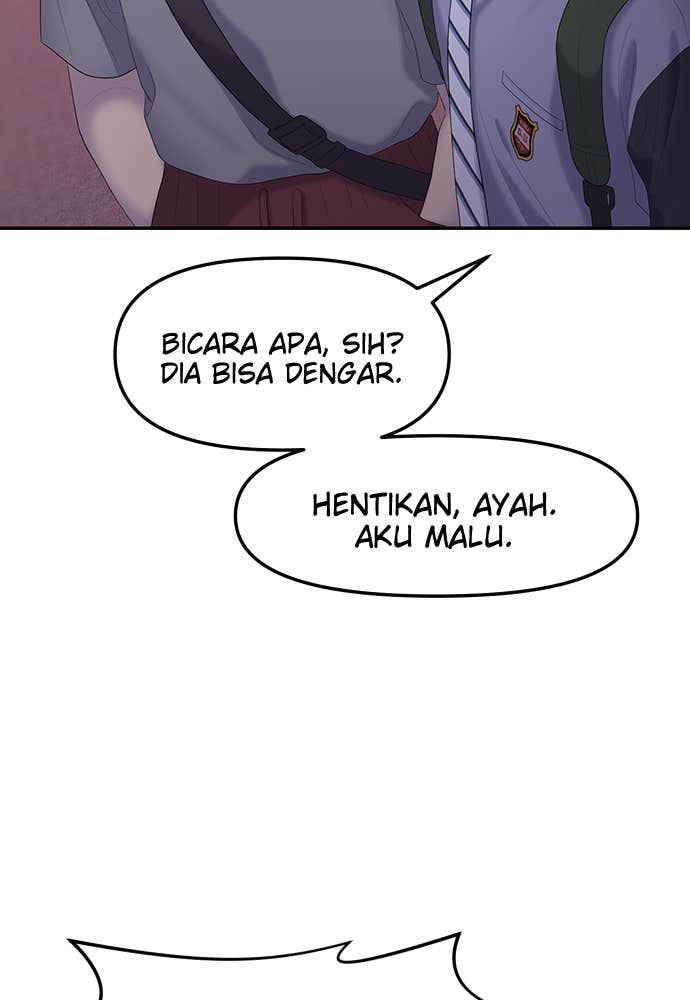 BICARA APA, SIH?
DIA BISA DENGAR.
HENTIKAN, AYAH.
AKU MALU.